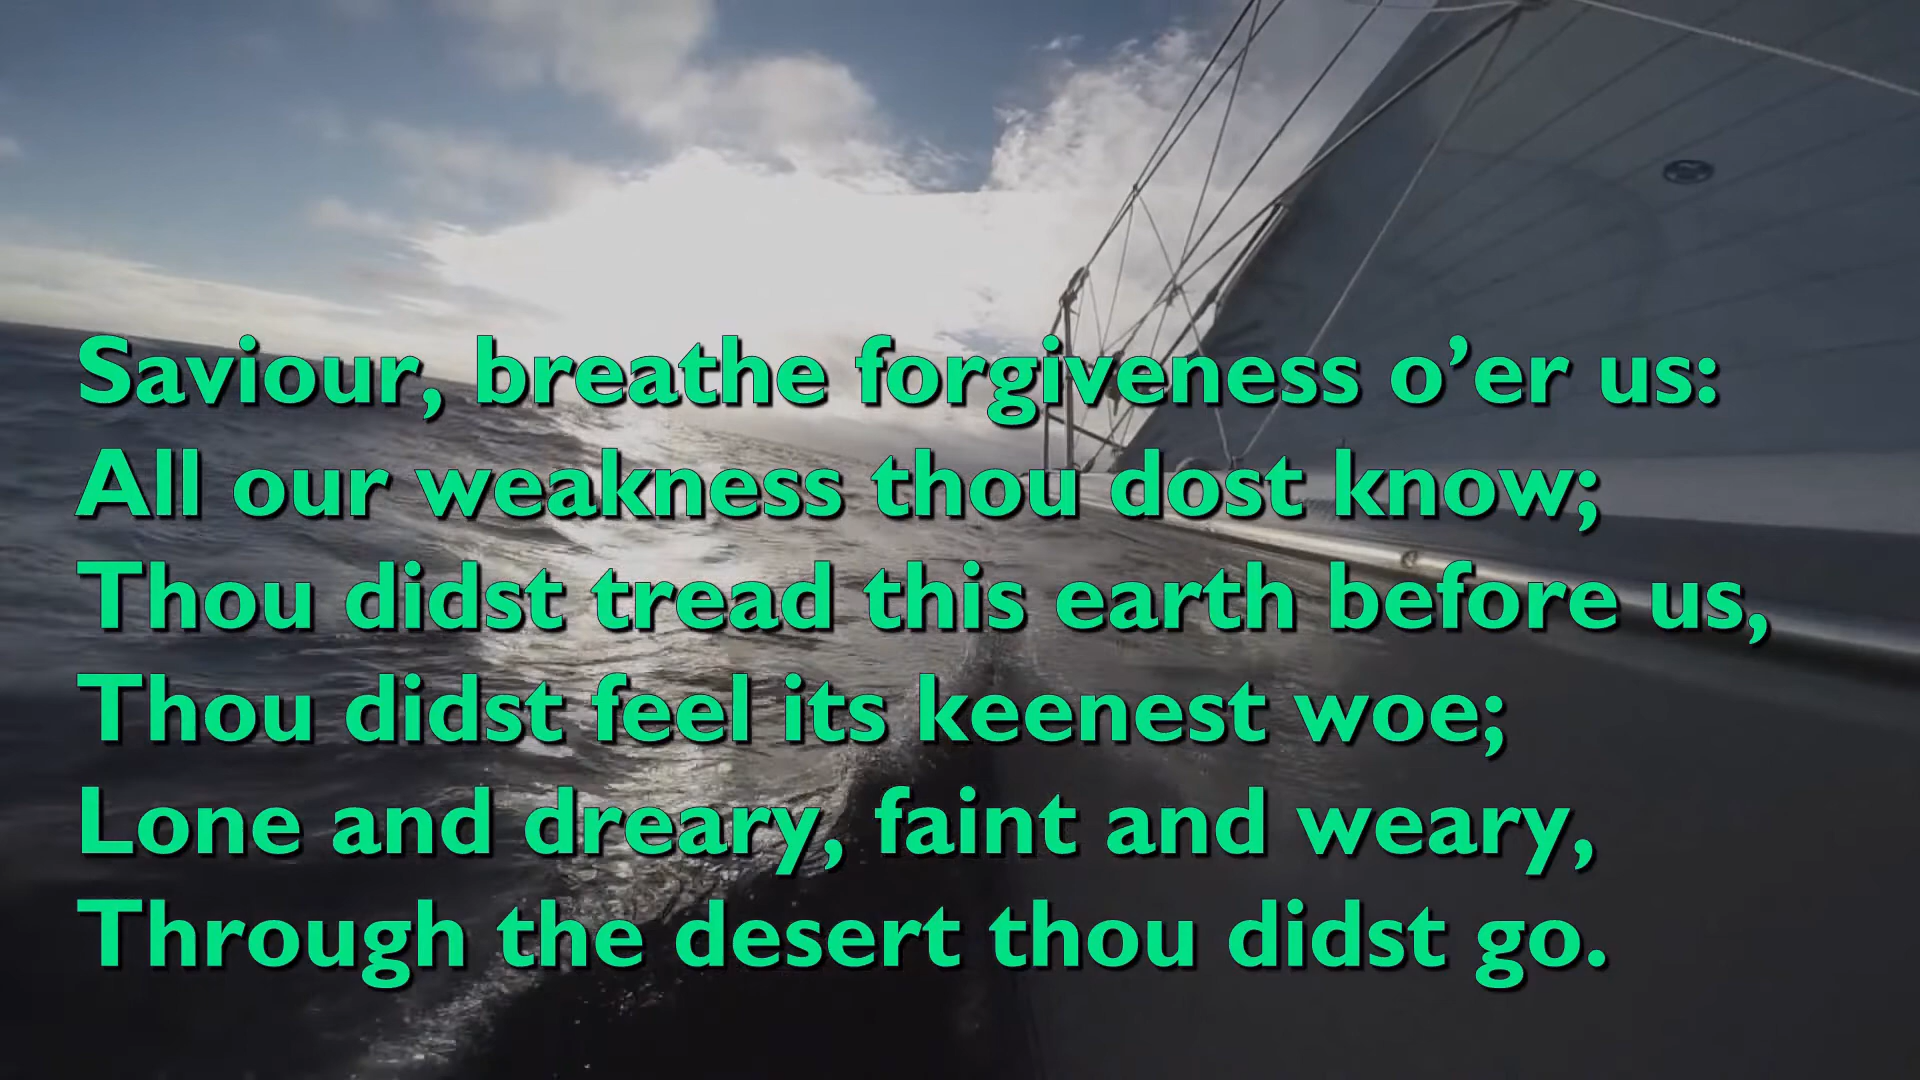 Saviour, breathe forgiveness o’er us:
All our weakness thou dost know;
Thou didst tread this earth before us,
Thou didst feel its keenest woe;
Lone and dreary, faint and weary,
Through the desert thou didst go.